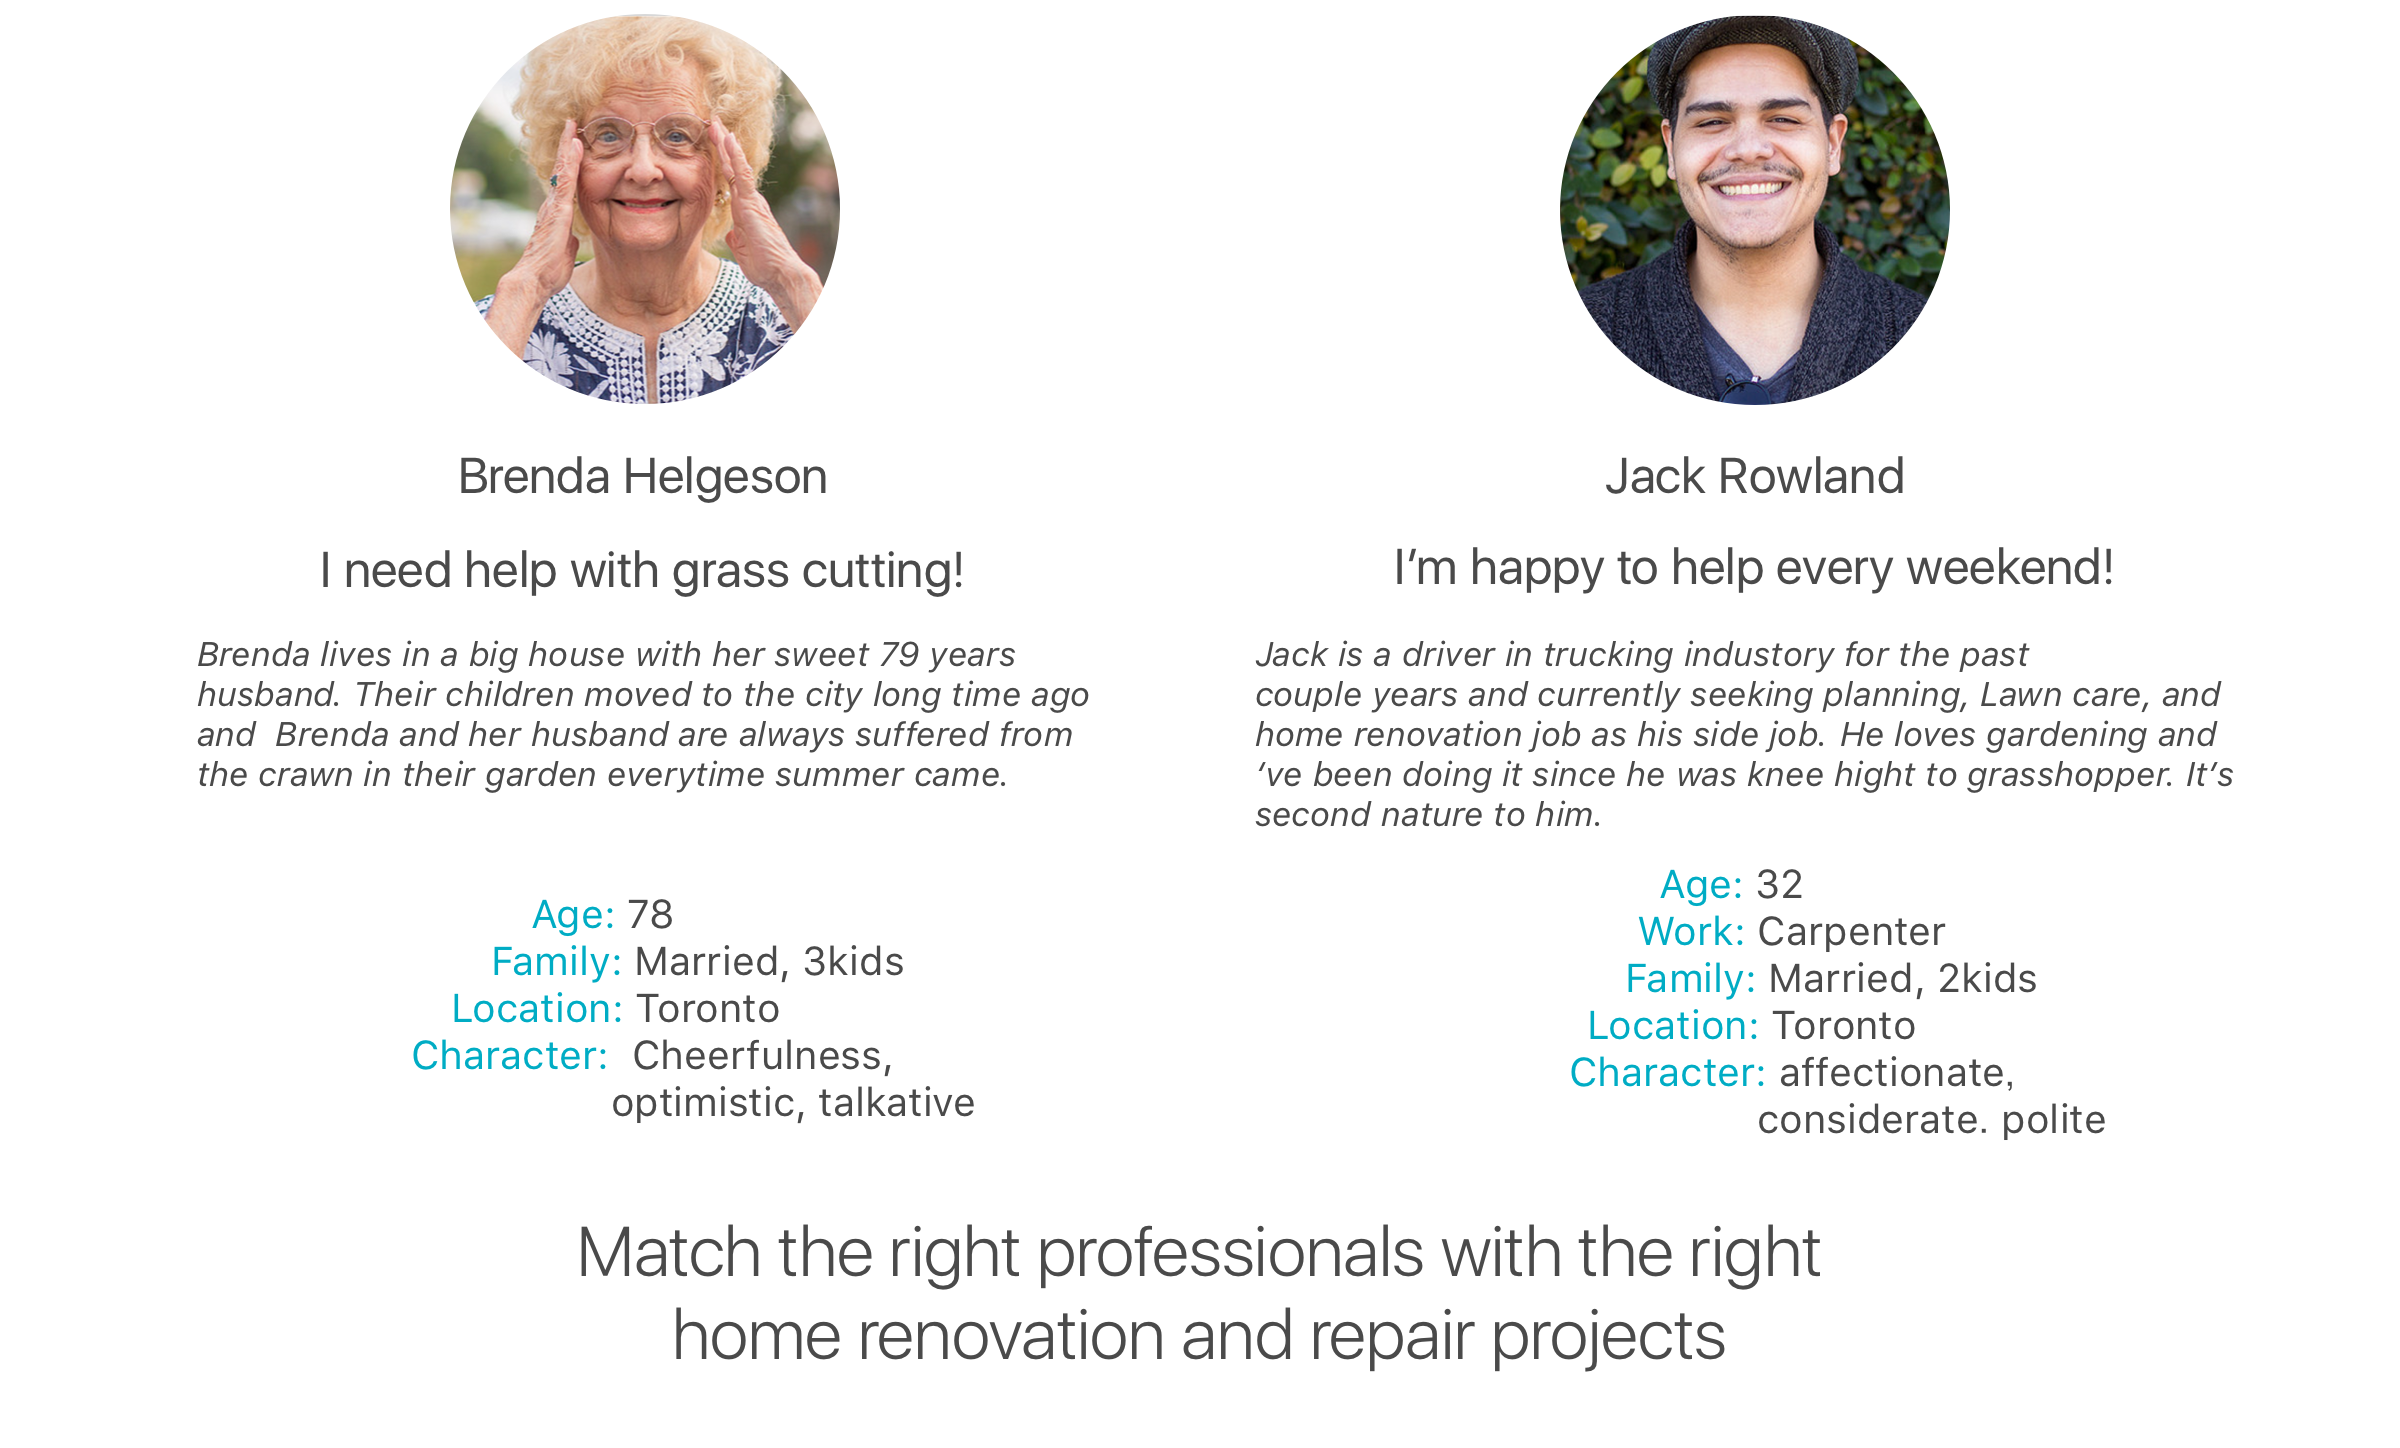 Brenda Helgeson
I need help with grass cutting!
Brenda lives in a big house with her sweet 79 years
husband. Their children moved to the city long time ago
and  Brenda and her husband are always suffered from
the crawn in their garden everytime summer came.
Age: 78
Family: Married, 3kids
Location: Toronto
Character:  Cheerfulness,
optimistic, talkative
Jack Rowland
I’m happy to help every weekend!
Jack is a driver in trucking industory for the past
couple years and currently seeking planning, Lawn care, and
home renovation job as his side job. He loves gardening and
‘ve been doing it since he was knee hight to grasshopper. It’s
second nature to him.
Age: 32
Work: Carpenter
Family: Married, 2kids
Location: Toronto
Character: affectionate,
considerate. polite
Match the right professionals with the right
home renovation and repair projects